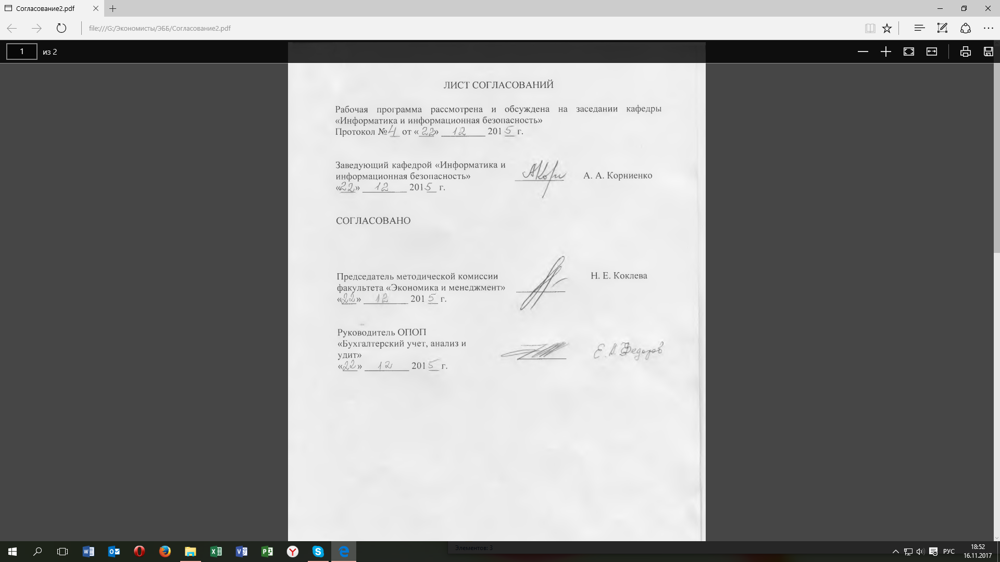 Согласование2.pdf
file:///G:/Экономисты/ЭББ/Согласование2.pdf
1 из 2
ЛИСТ СОГЛАСОВАНИЙ
Рабочая программа рассмотрена и обсуждена на заседании кафедры
«Информатика и информационная безопасность»
Протокол № 4 от «22» 12 2015 г.
Заведующий кафедрой «Информатика и
информационная безопасность»
А. А. Корниенко
«22» 12 2015 г.
СОГЛАСОВАНО
Председатель методической комиссии
факультета «Экономика и менеджмент»
Н. Е. Коклева
«22» 12 2015 г.
Руководитель ОПОП
«Бухгалтерский учет, анализ и
удит»
Е. А. Федоров
«22» 12 2015 г.
Элементов: 3
РУС
18:52
16.11.2017